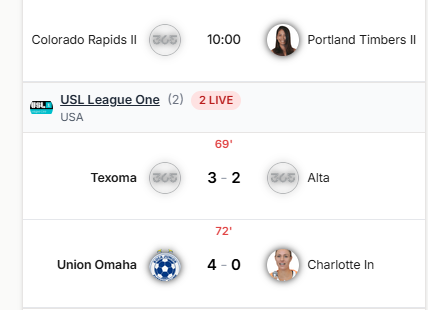 Colorado Rapids II 365 10:00 Portland Timbers II
USL USL League One (2) 2 LIVE
USA
69'
Texoma 365 3 - 2 365 Alta
72'
Union Omaha 4 - 0 Charlotte In